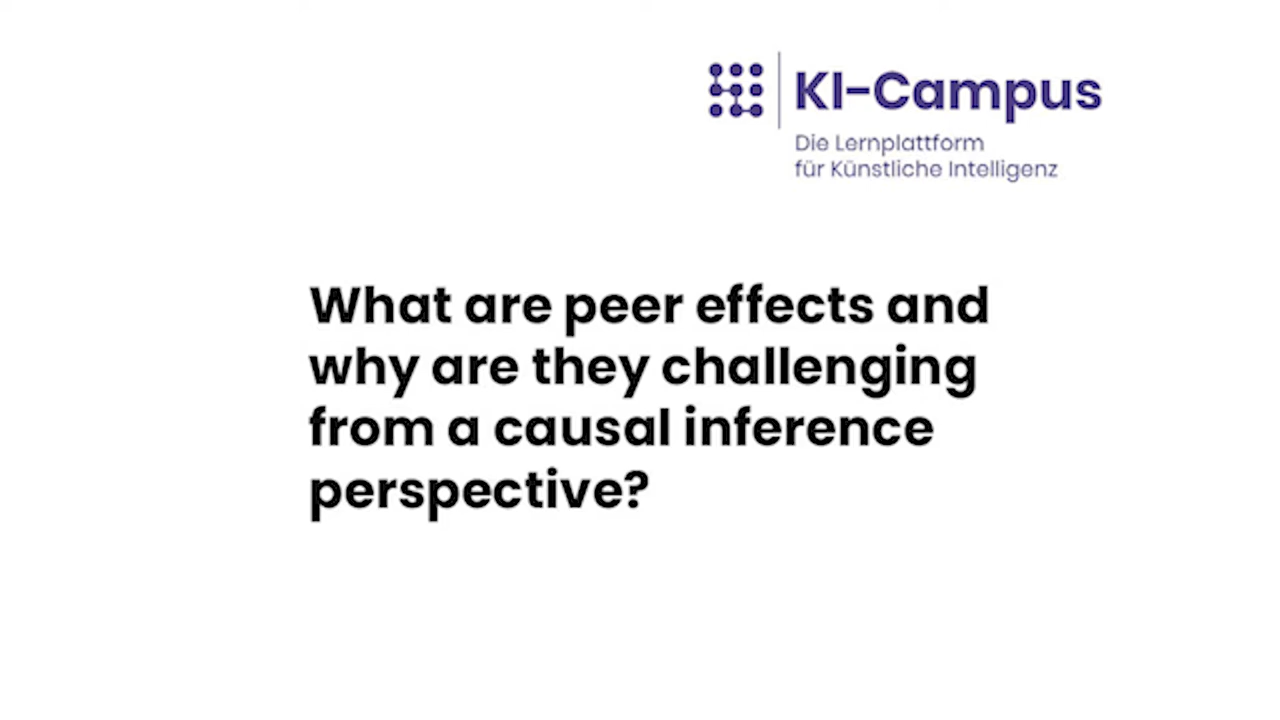 KI-Campus
Die Lernplattform
für Künstliche Intelligenz
What are peer effects and
why are they challenging
from a causal inference
perspective?